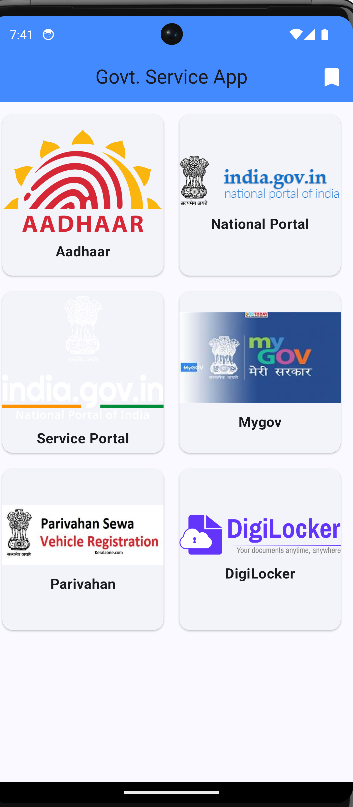 7:41
Govt. Service App
AADHAAR
Aadhaar
india.gov.in
national portal of india
National Portal
india.gov.in
National Portal of India
Service Portal
MyGov
my
GOV
मेरी सरकार
Mygov
Parivahan Sewa
Vehicle Registration
Parivahan
DigiLocker
Your documents anytime, anywhere
DigiLocker